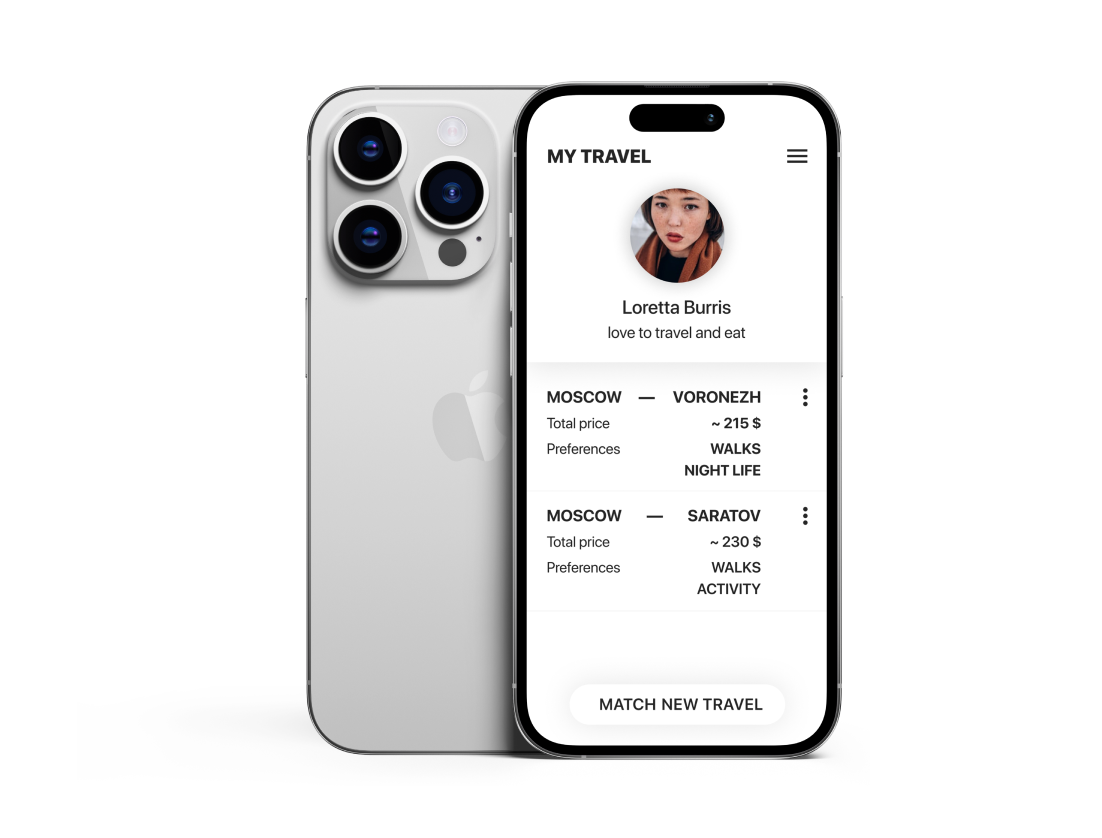 MY TRAVEL
Loretta Burris
love to travel and eat
MOSCOW — VORONEZH
Total price ~ 215 $
Preferences WALKS
NIGHT LIFE
MOSCOW — SARATOV
Total price ~ 230 $
Preferences WALKS
ACTIVITY
MATCH NEW TRAVEL